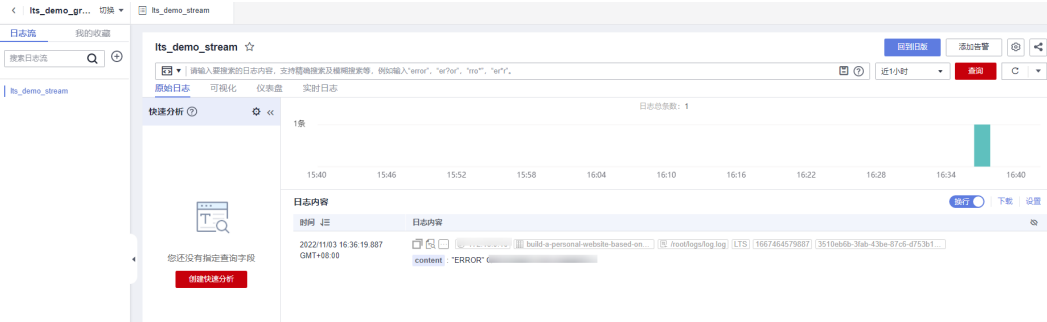 lts_demo_gr... 切换
lts_demo_stream
日志流 我的收藏
搜索日志流
lts_demo_stream
lts_demo_stream
回到旧版 添加告警
请输入要搜索的日志内容，支持精确搜索及模糊搜索等，例如输入"error"，"er?or"，"rro*"，"er*r"。
近1小时 查询
原始日志 可视化 仪表盘 实时日志
快速分析
日志总条数：1
1条
15:40 15:46 15:52 15:58 16:04 16:10 16:16 16:22 16:28 16:34 16:40
您还没有指定查询字段
创建快速分析
日志内容
换行 下载 设置
时间 日志内容
2022/11/03 16:36:19.887
GMT+08:00
build-a-personal-website-based-on... /root/logs/log.log LTS 1667464579887 3510eb6b-3fab-43be-87c6-d753b1...
content : "ERROR"